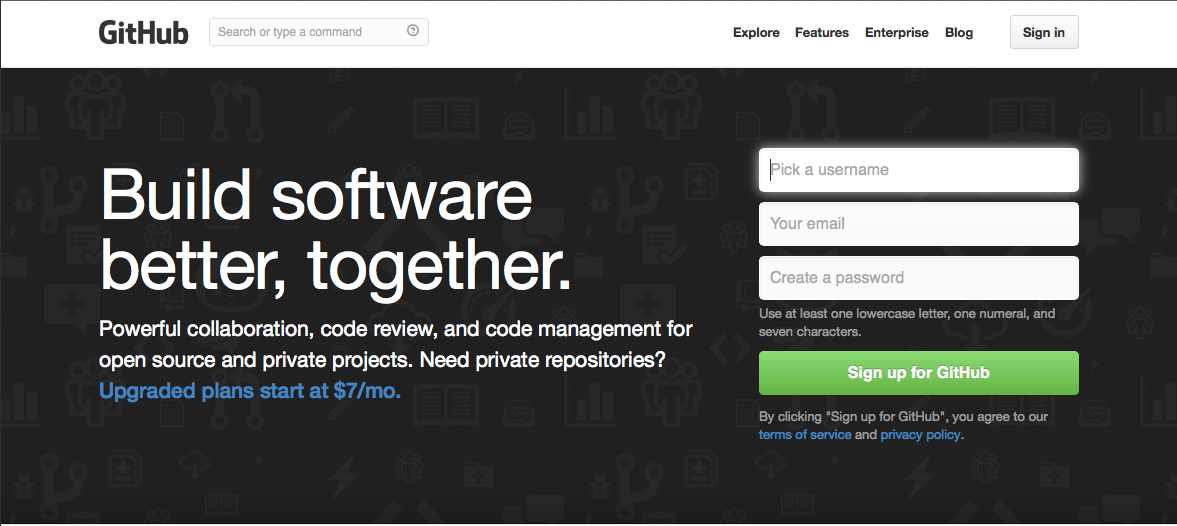 GitHub
Search or type a command
Explore Features Enterprise Blog Sign in
Build software
better, together.
Powerful collaboration, code review, and code management for
open source and private projects. Need private repositories?
Upgraded plans start at $7/mo.
Pick a username
Your email
Create a password
Use at least one lowercase letter, one numeral, and
seven characters.
Sign up for GitHub
By clicking "Sign up for GitHub", you agree to our
terms of service and privacy policy.